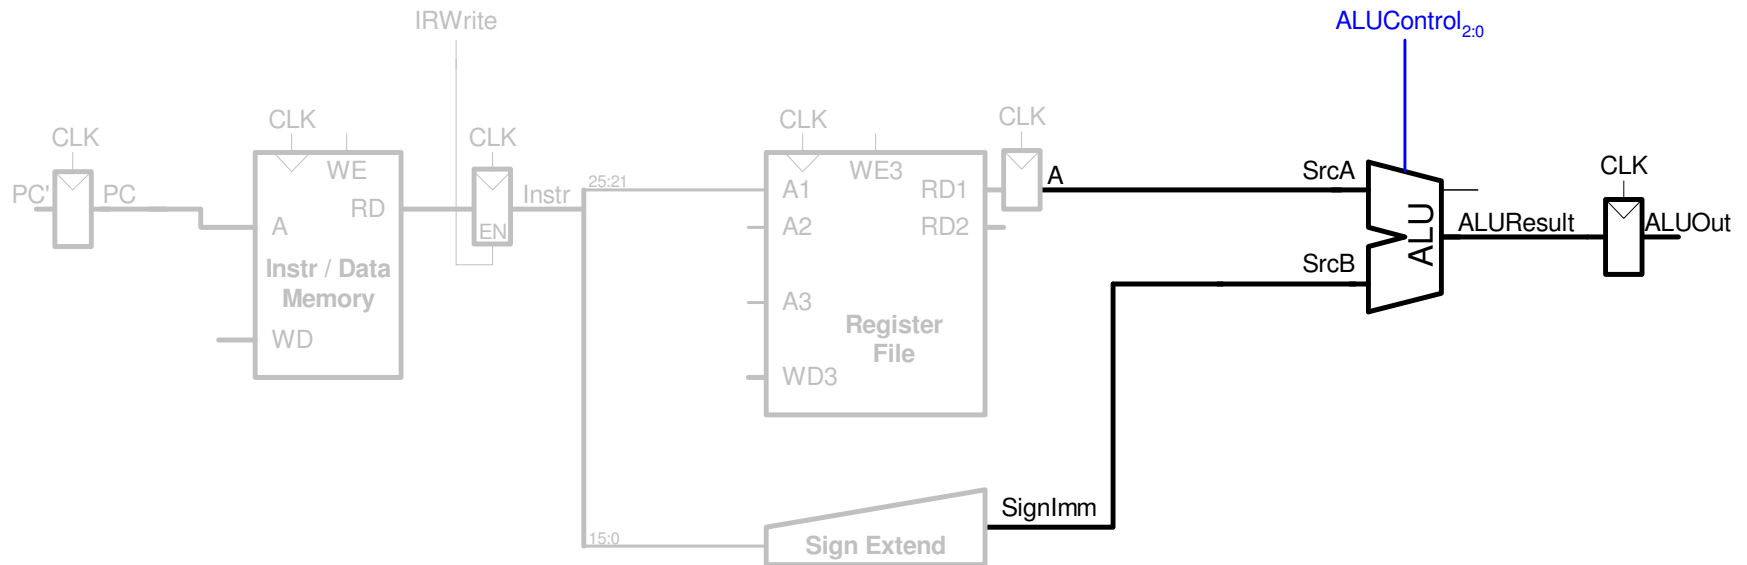 IRWrite
ALUControl2:0
CLK
CLK
CLK
CLK
CLK
CLK
PC'
PC
WE
RD
A
Instr / Data
Memory
WD
EN
Instr
25:21
A1
WE3
RD1
A2
RD2
A3
Register
File
WD3
A
SrcA
SrcB
ALU
ALUResult
ALUOut
SignImm
15:0
Sign Extend